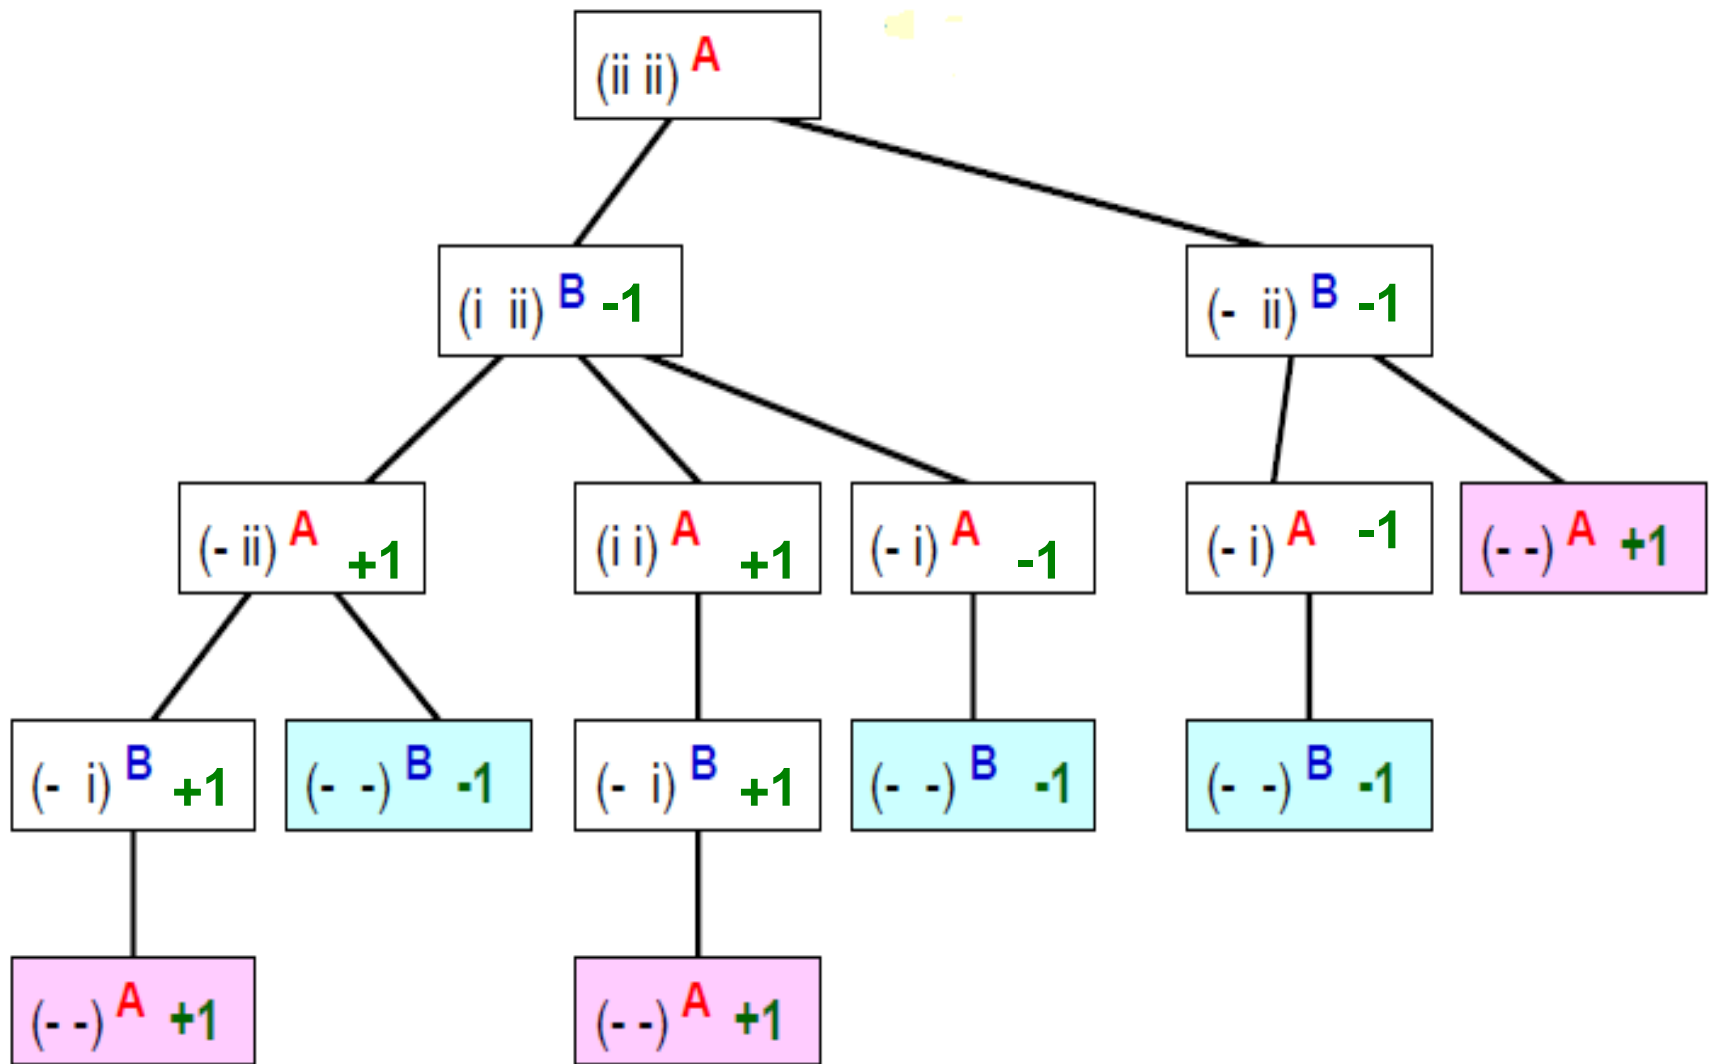 (ii ii) A
(i ii) B -1
(- ii) B -1
(- ii) A +1
(i i) A +1
(- i) A -1
(- i) A -1
(- -) A +1
(- i) B +1
(- -) B -1
(- i) B +1
(- -) B -1
(- -) B -1
(- -) A +1
(- -) A +1